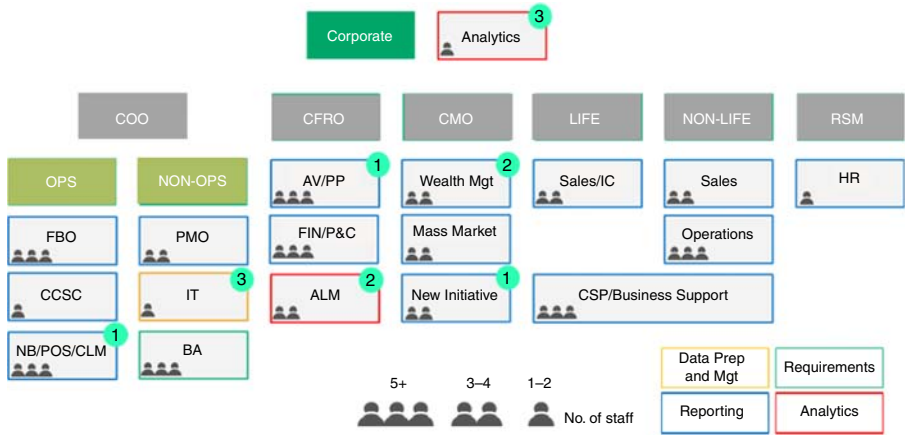 3
Corporate
Analytics
COO
CFRO
CMO
LIFE
NON-LIFE
RSM
OPS
NON-OPS
AV/PP
1
Wealth Mgt
2
Sales/IC
Sales
HR
FBO
PMO
FIN/P&C
Mass Market
Operations
CCSC
IT
3
ALM
2
New Initiative
1
CSP/Business Support
NB/POS/CLM
1
BA
5+
3–4
1–2
No. of staff
Data Prep
and Mgt
Requirements
Reporting
Analytics